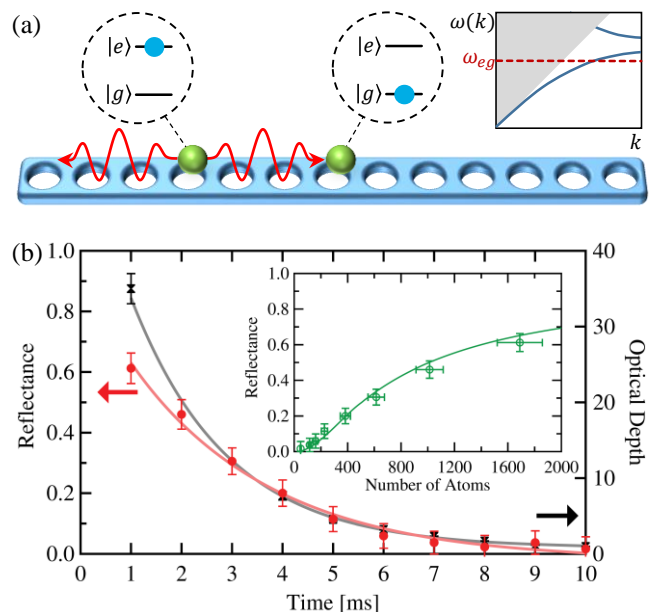 (a)
|e⟩
|g⟩
|e⟩
|g⟩
ω(k)
ω_eg
k
(b)
1.0
0.8
0.6
0.4
0.2
0.0
Reflectance
0 1 2 3 4 5 6 7 8 9 10
Time [ms]
40
30
20
10
0
Optical Depth
1.0
0.8
0.6
0.4
0.2
0.0
Reflectance
0 400 800 1200 1600 2000
Number of Atoms